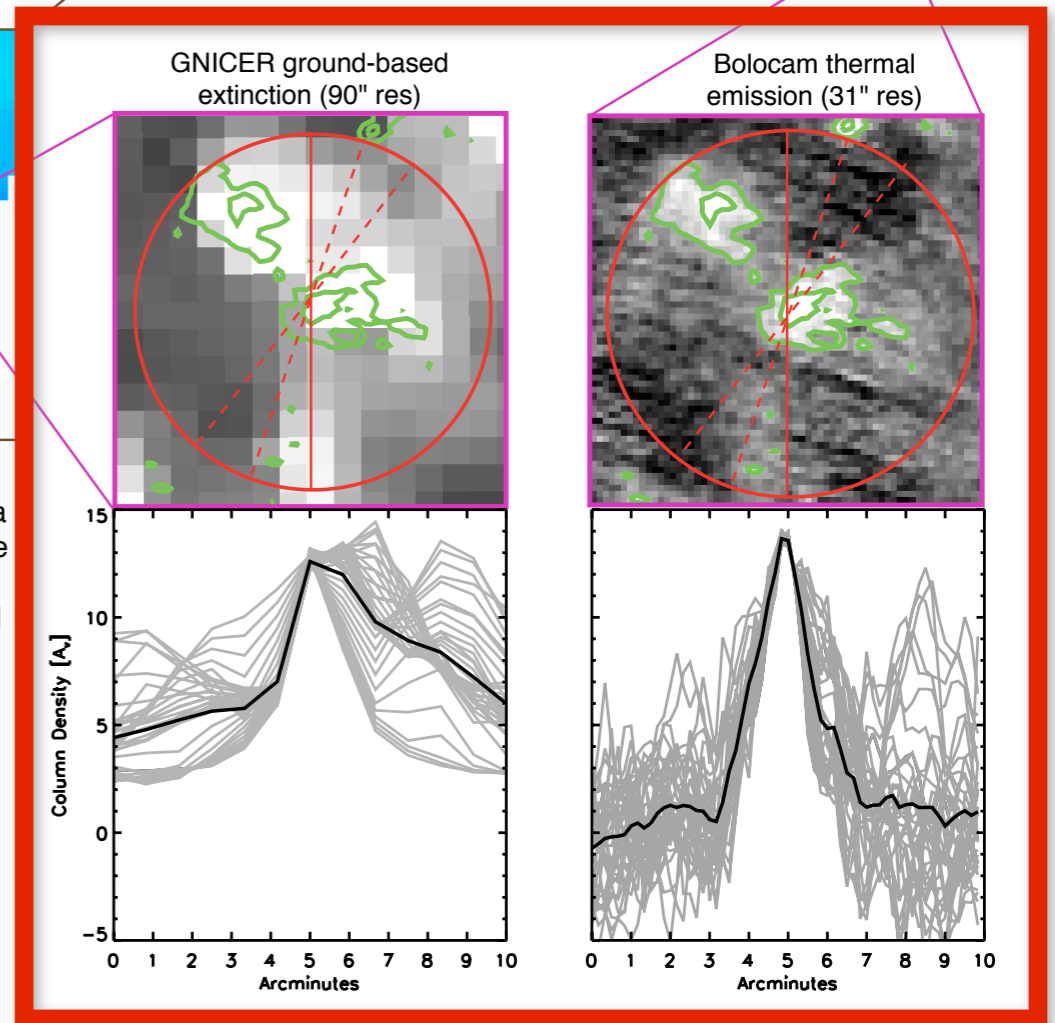 GNICER ground-based
extinction (90" res)
Bolocam thermal
emission (31" res)
a
e
15
10
5
0
-5
Column Density [Aᵥ]
0 1 2 3 4 5 6 7 8 9 10
Arcminutes
0 1 2 3 4 5 6 7 8 9 10
Arcminutes